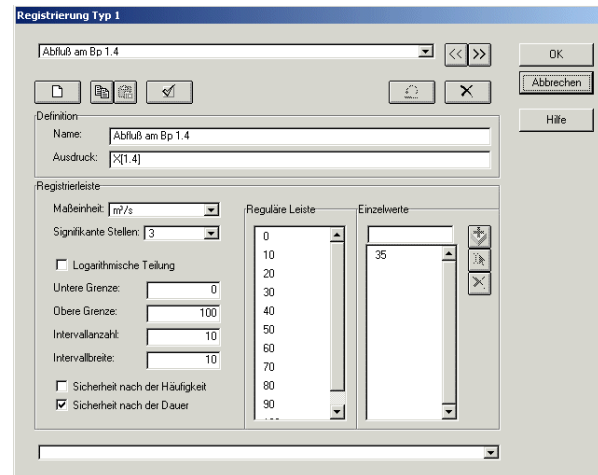 Registrierung Typ 1
Abfluß am Bp 1.4
<< >>
OK
Abbrechen
Hilfe
Definition
Name: Abfluß am Bp 1.4
Ausdruck: X[1.4]
Registrierleiste
Maßeinheit: m³/s
Signifikante Stellen: 3
Logarithmische Teilung
Untere Grenze: 0
Obere Grenze: 100
Intervallanzahl: 10
Intervallbreite: 10
Sicherheit nach der Häufigkeit
Sicherheit nach der Dauer
Reguläre Leiste
0
10
20
30
40
50
60
70
80
90
Einzelwerte
35